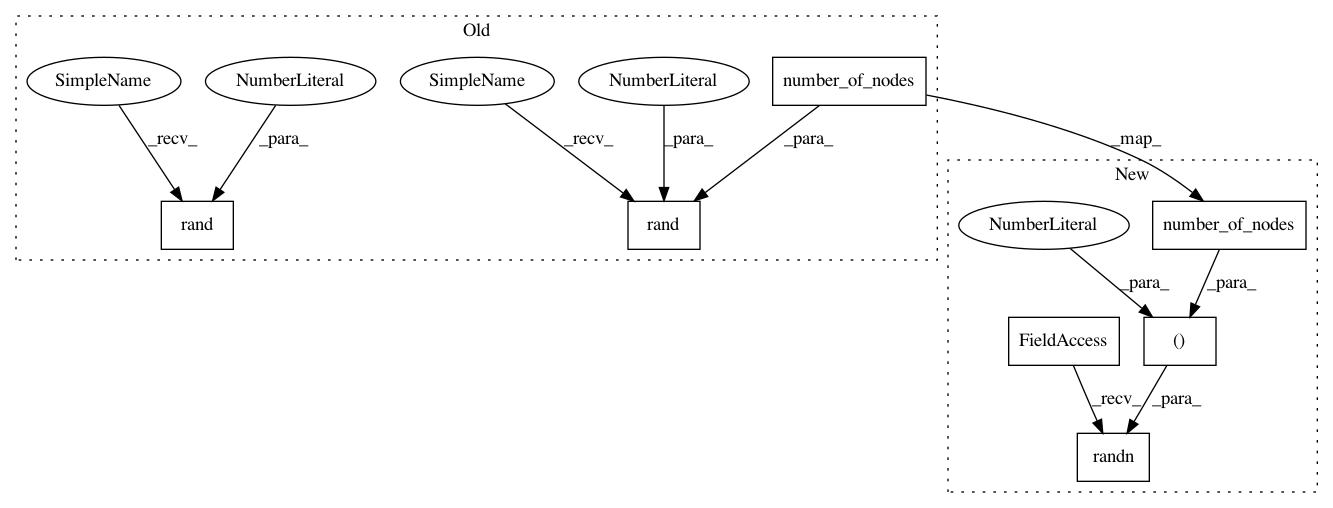 Old
SimpleName
NumberLiteral
SimpleName
NumberLiteral
number_of_nodes
_recv_
_para_
_recv_
_para_
_para_
_map_
New
rand
rand
NumberLiteral
number_of_nodes
_para_
_para_
FieldAccess
()
_recv_
_para_
randn